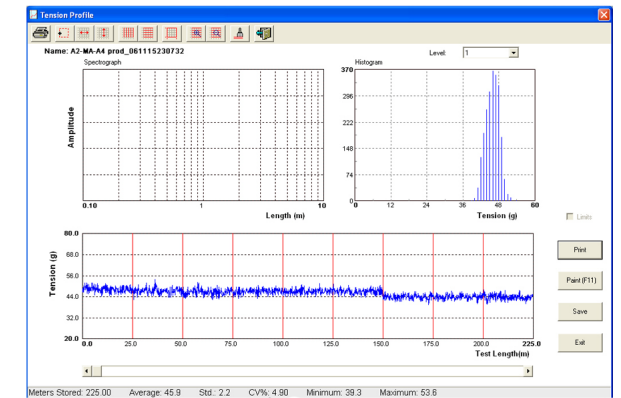 Tension Profile
Name: A2-MA-A4 prod_061115230732
Level: 1
Spectrograph
Histogram
Amplitude
0.10 1 10
Length (m)
370
296
222
148
74
0
0 12 24 36 48 60
Tension (g)
Limits
Print
Paint (F11)
Save
Exit
Tension (g)
80.0
68.0
56.0
44.0
32.0
20.0
0.0 25.0 50.0 75.0 100.0 125.0 150.0 175.0 200.0 225.0
Test Length(m)
Meters Stored: 225.00 Average: 45.9 Std.: 2.2 CV%: 4.90 Minimum: 39.3 Maximum: 53.6